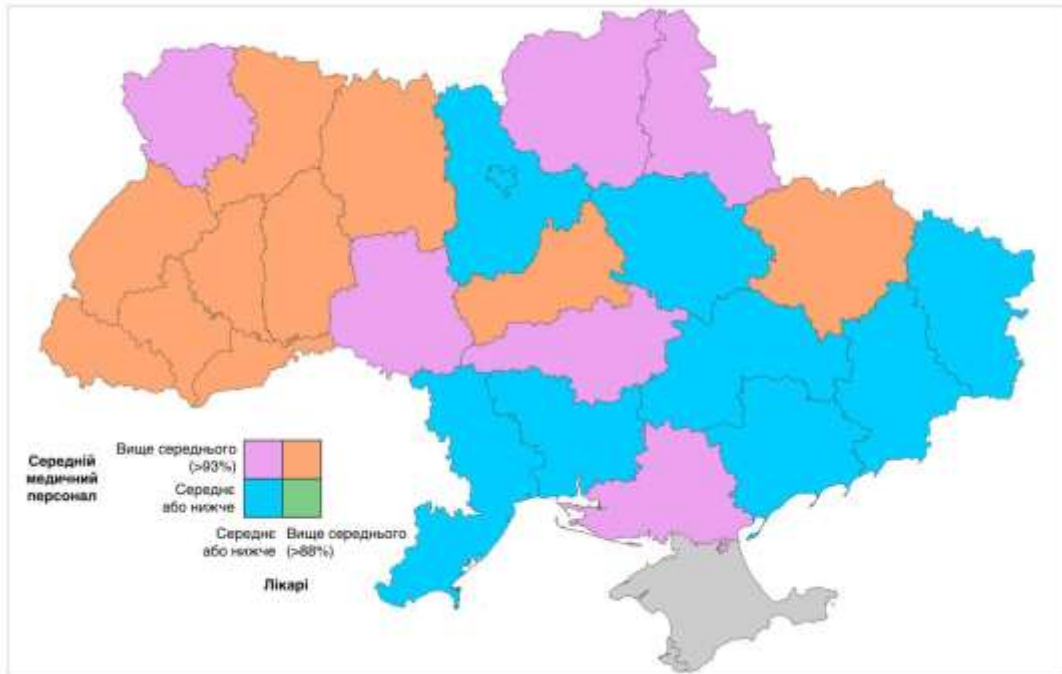 Середній
медичний
персонал
Вище середнього
(>93%)
Середнє
або нижче
Середнє
або нижче
Вище середнього
(>88%)
Лікарі